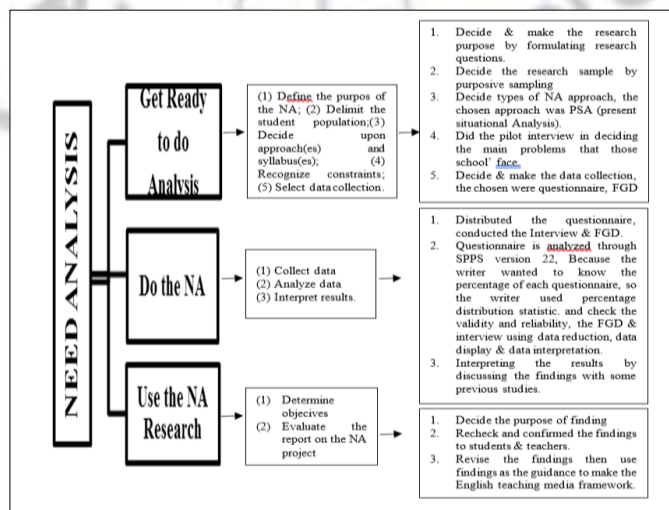 NEED ANALYSIS
Get Ready
to do
Analysis
(1) Define the purpos of
the NA; (2) Delimit the
student population;(3)
Decide upon
approach(es) and
syllabus(es); (4)
Recognize constraints;
(5) Select data collection.
1. Decide & make the research
purpose by formulating research
questions.
2. Decide the research sample by
purposive sampling
3. Decide types of NA approach, the
chosen approach was PSA (present
situational Analysis).
4. Did the pilot interview in deciding
the main problems that those
school' face.
5. Decide & make the data collection,
the chosen were questionnaire, FGD
Do the NA
(1) Collect data
(2) Analyze data
(3) Interpret results.
1. Distributed the questionnaire,
conducted the Interview & FGD.
2. Questionnaire is analyzed through
SPPS version 22, Because the
writer wanted to know the
percentage of each questionnaire, so
the writer used percentage
distribution statistic. and check the
validity and reliability, the FGD &
interview using data reduction, data
display & data interpretation.
3. Interpreting the results by
discussing the findings with some
previous studies.
Use the NA
Research
(1) Determine
objecives
(2) Evaluate the
report on the NA
project
1. Decide the purpose of finding
2. Recheck and confirmed the findings
to students & teachers.
3. Revise the findings then use
findings as the guidance to make the
English teaching media framework.